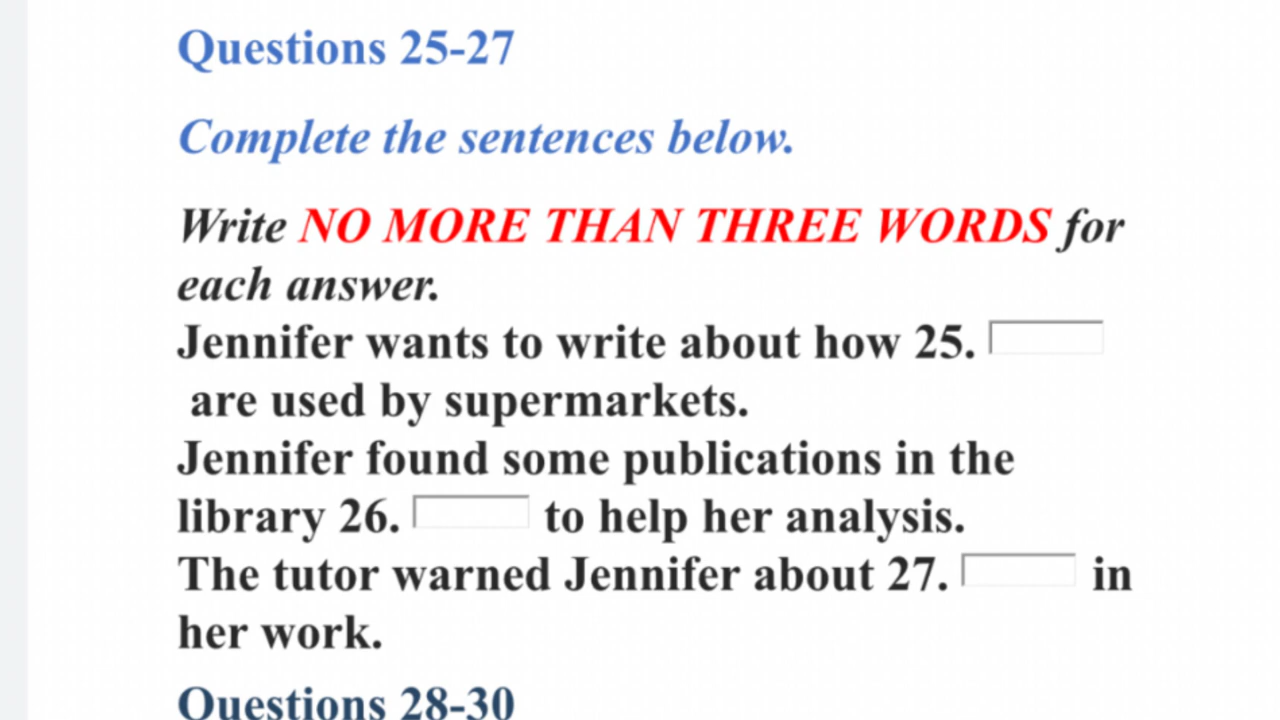 Questions 25-27
Complete the sentences below.
Write NO MORE THAN THREE WORDS for
each answer.
Jennifer wants to write about how 25.
are used by supermarkets.
Jennifer found some publications in the
library 26. to help her analysis.
The tutor warned Jennifer about 27. in
her work.
Questions 28-30